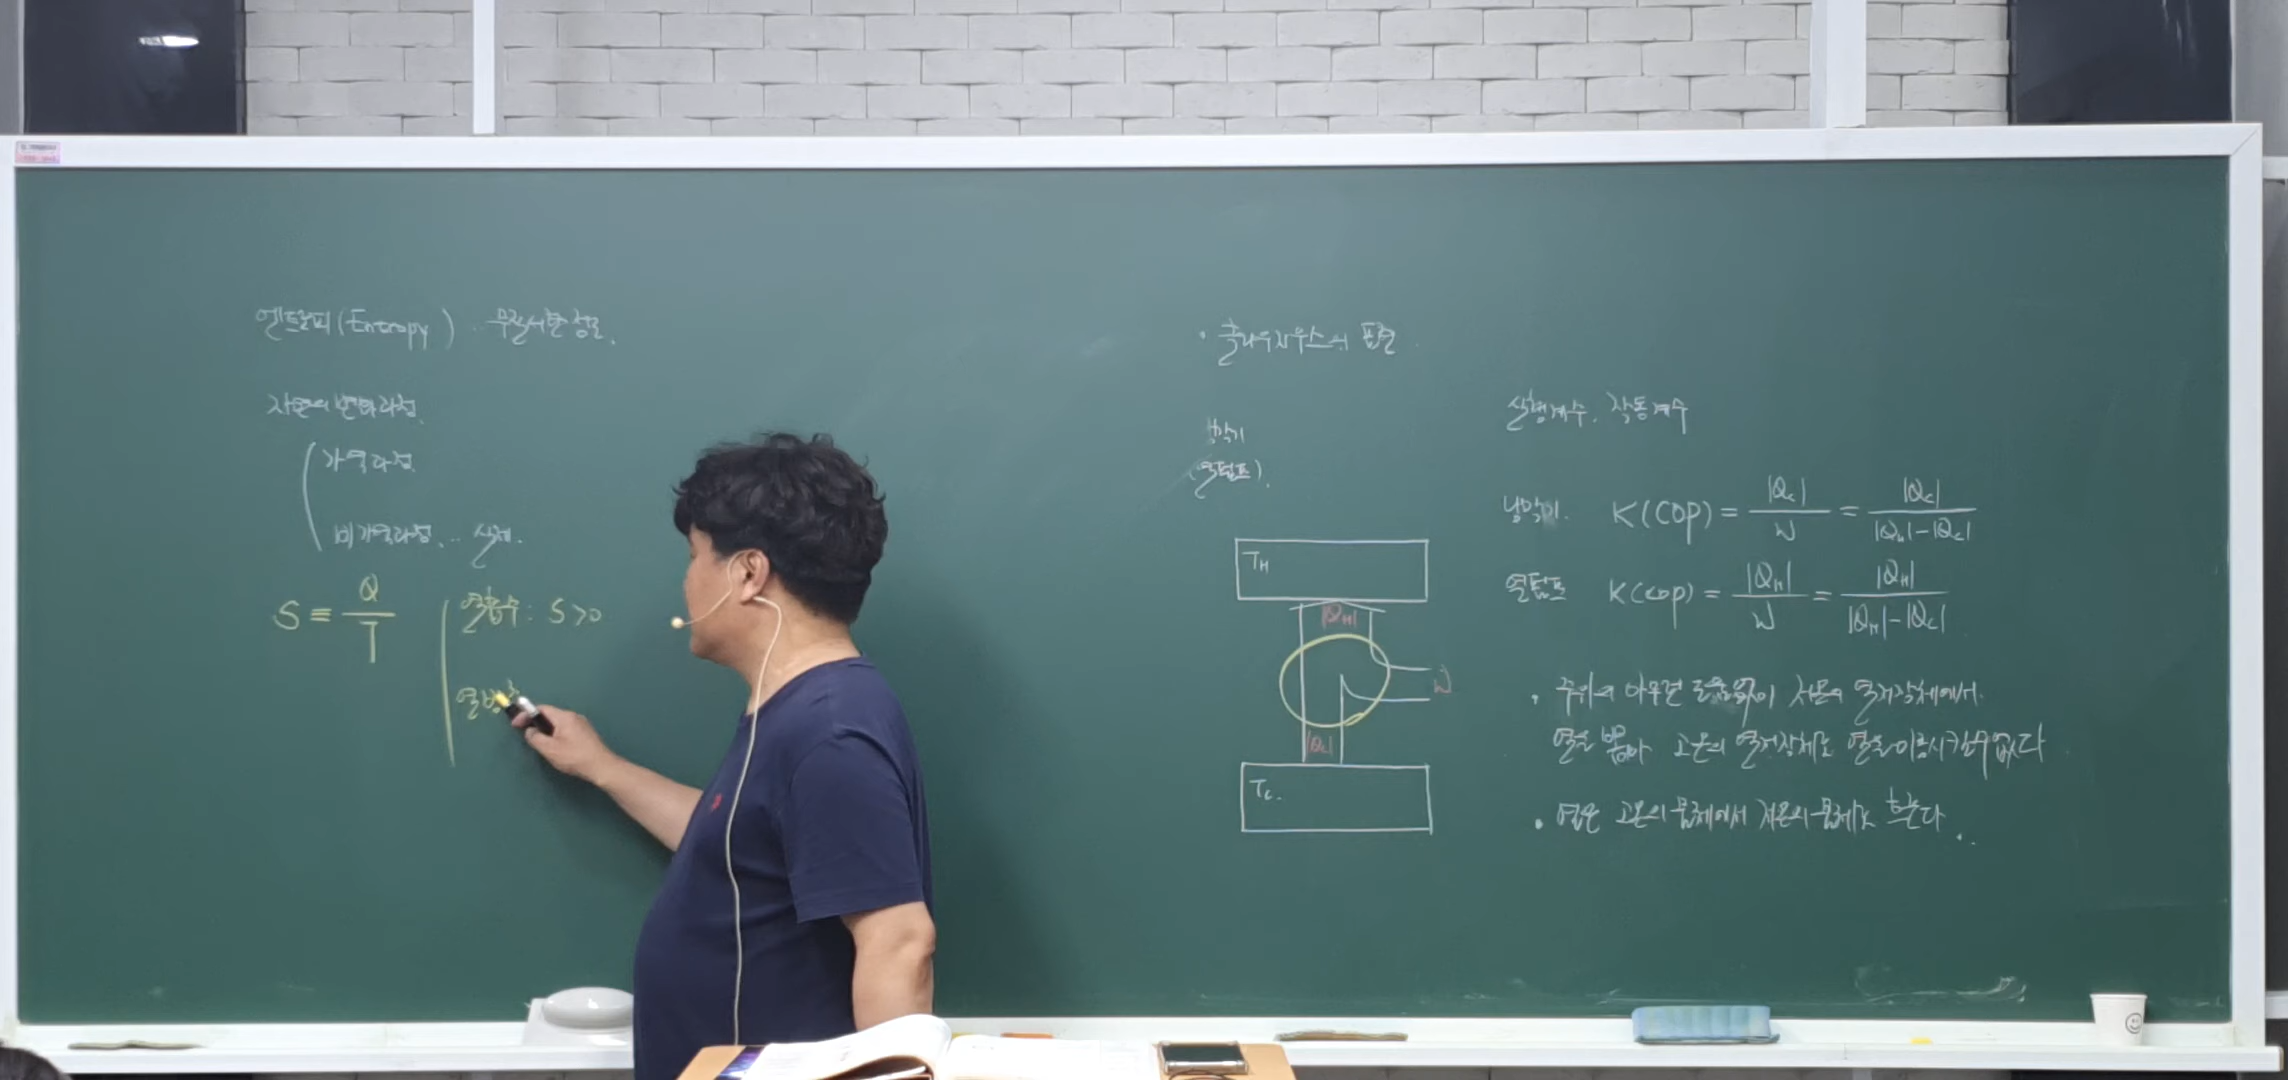 엔트로피(Entropy) .. 무질서한 정도.
자연의 변화과정.
가역과정
비가역과정. .. 실제.
S ≡ Q/T
열흡수 : S>0
열방출
· 클라우지우스의 표현
냉각기
(열펌프).
T_H
|Q_H|
W
|Q_C|
T_C.
실행계수. 작동계수
냉각기. K(COP) = |Q_C|/W = |Q_C|/(|Q_H|-|Q_C|)
열펌프 K(COP) = |Q_H|/W = |Q_H|/(|Q_H|-|Q_C|)
· 주위의 아무런 도움없이 저온의 열저장체에서
열을 뽑아 고온의 열저장체로 열을 이동시킬 수 없다
· 열은 고온의 물체에서 저온의 물체로 흐른다.